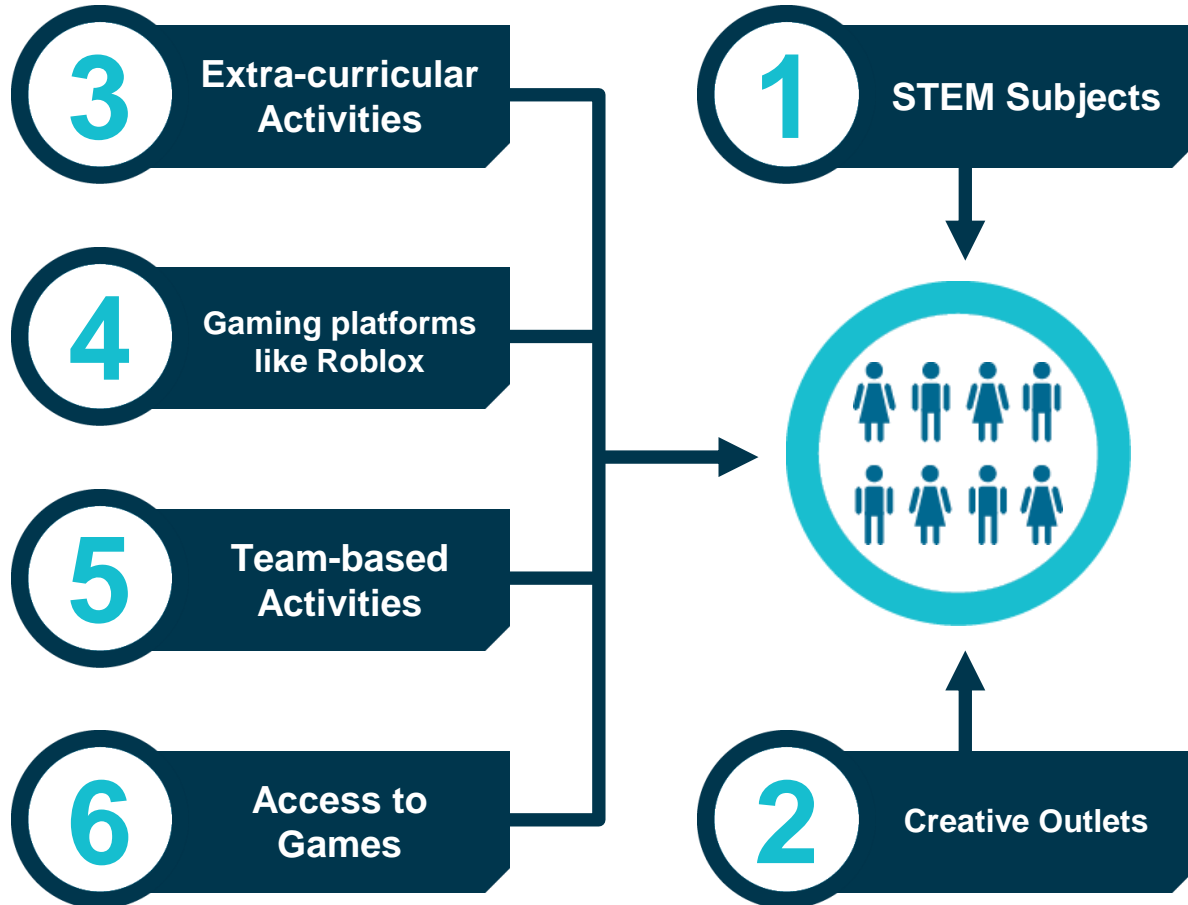 3
Extra-curricular
Activities
1
STEM Subjects
4
Gaming platforms
like Roblox
5
Team-based
Activities
6
Access to
Games
2
Creative Outlets